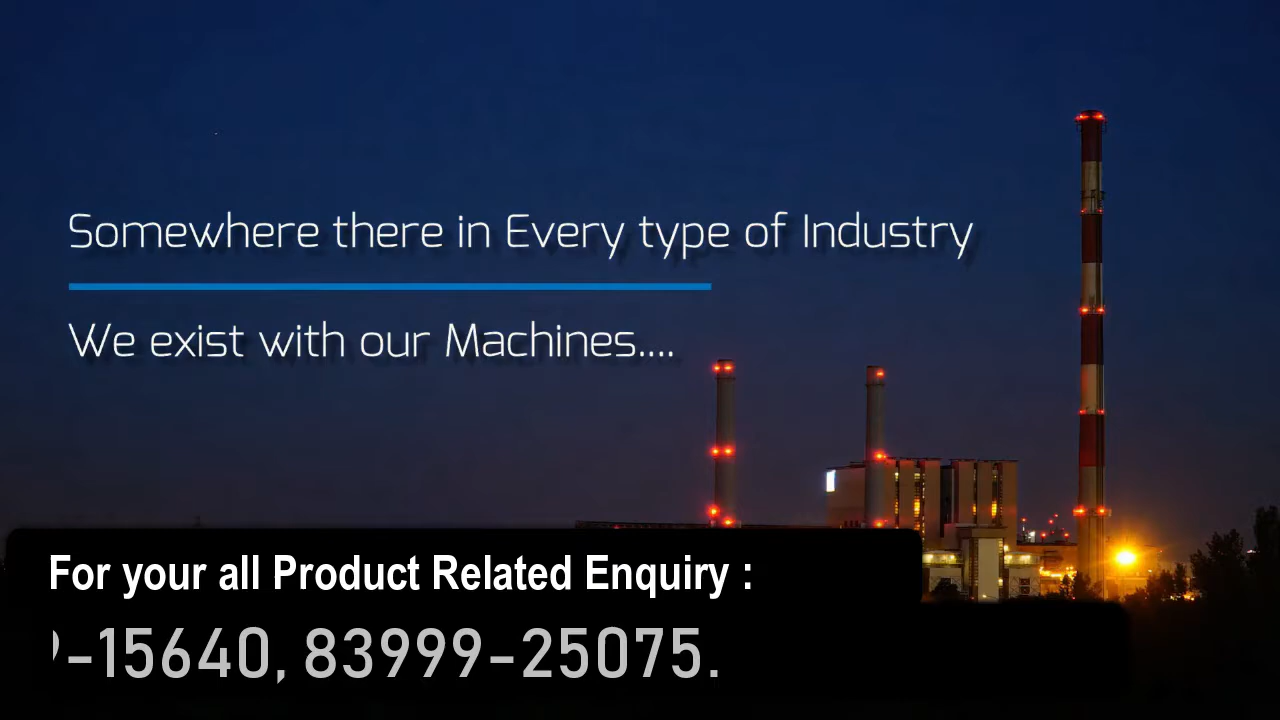 Somewhere there in Every type of Industry
We exist with our Machines....
For your all Product Related Enquiry :
-15640, 83999-25075.